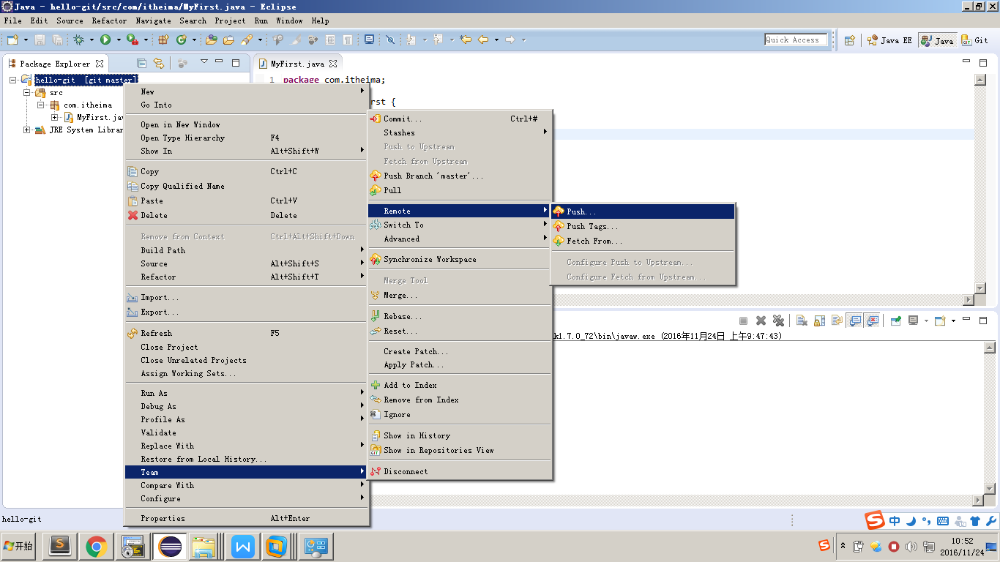 Java - hello-git/src/com/itheima/MyFirst.java - Eclipse
File Edit Source Refactor Navigate Search Project Run Window Help
Quick Access
Java EE
Java
Git
Package Explorer
MyFirst.java
hello-git [git master]
src
com.itheima
MyFirst.jav
JRE System Librar
1 package com.itheima;
rst {
New
Go Into
Open in New Window
Open Type Hierarchy F4
Show In Alt+Shift+W
Copy Ctrl+C
Copy Qualified Name
Paste Ctrl+V
Delete Delete
Remove from Context Ctrl+Alt+Shift+Down
Build Path
Source Alt+Shift+S
Refactor Alt+Shift+T
Import...
Export...
Refresh F5
Close Project
Close Unrelated Projects
Assign Working Sets...
Run As
Debug As
Profile As
Validate
Replace With
Restore from Local History...
Team
Compare With
Configure
Properties Alt+Enter
Commit... Ctrl+#
Stashes
Push to Upstream
Fetch from Upstream
Push Branch 'master'...
Pull
Remote
Switch To
Advanced
Synchronize Workspace
Merge Tool
Merge...
Rebase...
Reset...
Create Patch...
Apply Patch...
Add to Index
Remove from Index
Ignore
Show in History
Show in Repositories View
Disconnect
Push...
Push Tags...
Fetch From...
Configure Push to Upstream...
Configure Fetch from Upstream...
k1.7.0_72\bin\javaw.exe (2016年11月24日 上午9:47:43)
hello-git
中
开始
10:52
2016/11/24